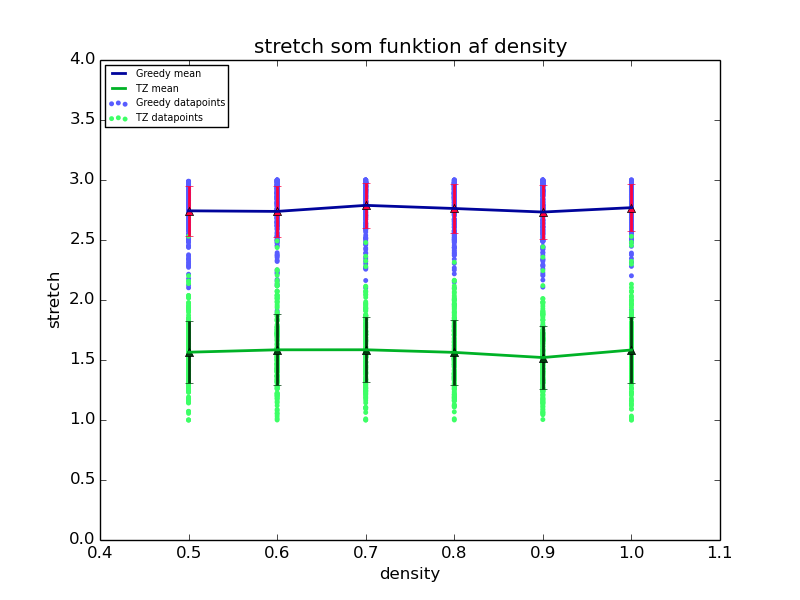 stretch som funktion af density
Greedy mean
TZ mean
Greedy datapoints
TZ datapoints
4.0
3.5
3.0
2.5
2.0
1.5
1.0
0.5
0.0
stretch
0.4 0.5 0.6 0.7 0.8 0.9 1.0 1.1
density